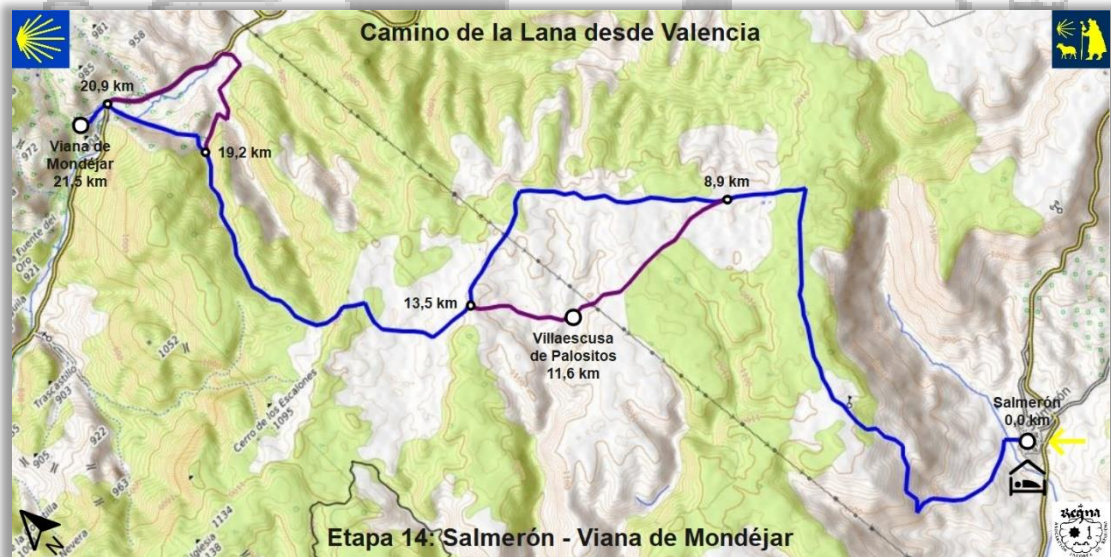 Camino de la Lana desde Valencia
981
958
985
20,9 km
972
Viana de
Mondéjar
21,5 km
19,2 km
8,9 km
Fuente del
Oro
921
13,5 km
Villaescusa
de Palositos
11,6 km
1052
Trascastillo
903
Cerro de los Escalones
1095
Salmerón
0,0 km
922
905
963
1134
1138
Nevera
N
Etapa 14: Salmerón - Viana de Mondéjar